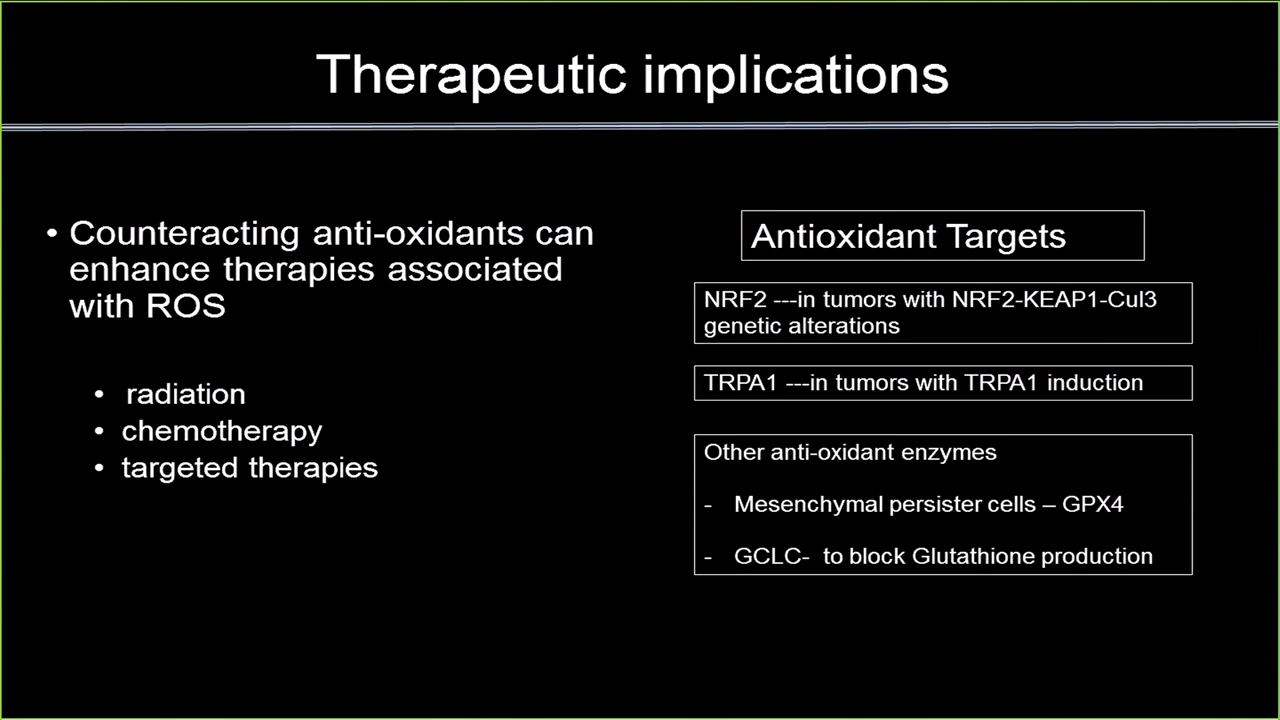 Therapeutic implications
• Counteracting anti-oxidants can
enhance therapies associated
with ROS
• radiation
• chemotherapy
• targeted therapies
Antioxidant Targets
NRF2 ---in tumors with NRF2-KEAP1-Cul3
genetic alterations
TRPA1 ---in tumors with TRPA1 induction
Other anti-oxidant enzymes
- Mesenchymal persister cells – GPX4
- GCLC- to block Glutathione production